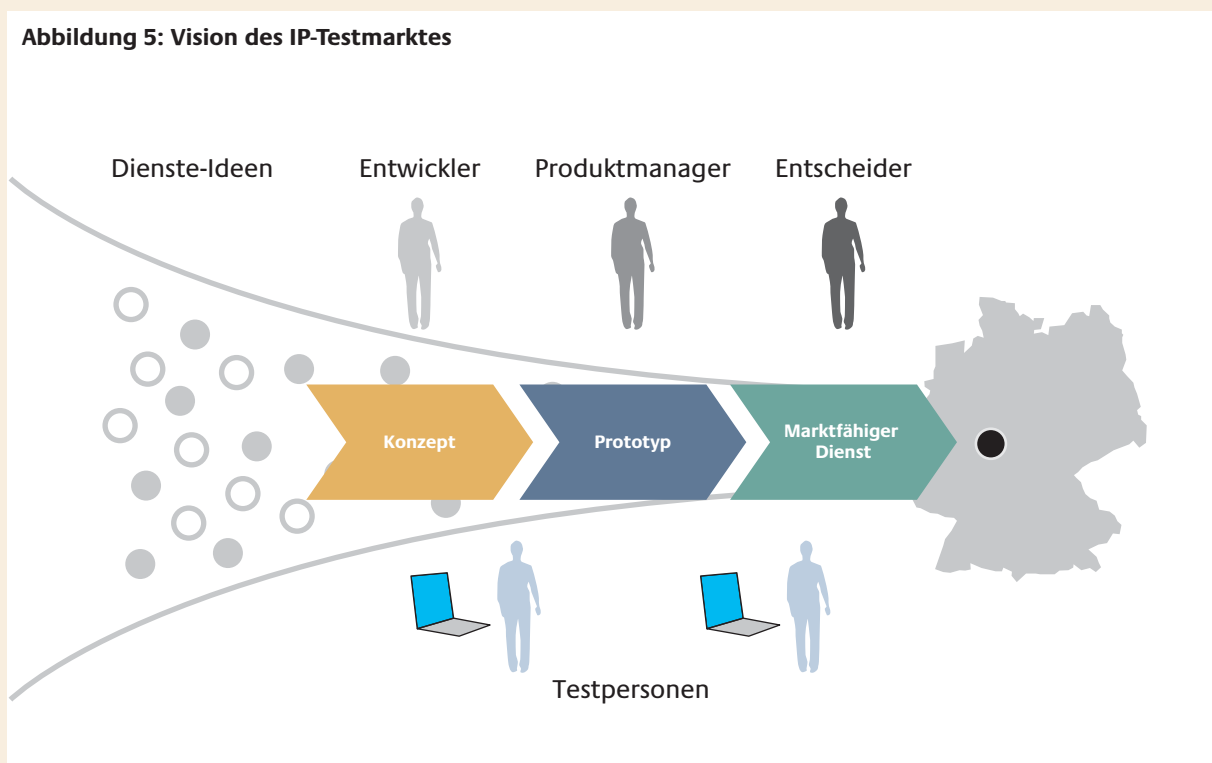 Abbildung 5: Vision des IP-Testmarktes
Dienste-Ideen
Entwickler
Produktmanager
Entscheider
Konzept
Prototyp
Marktfähiger
Dienst
Testpersonen